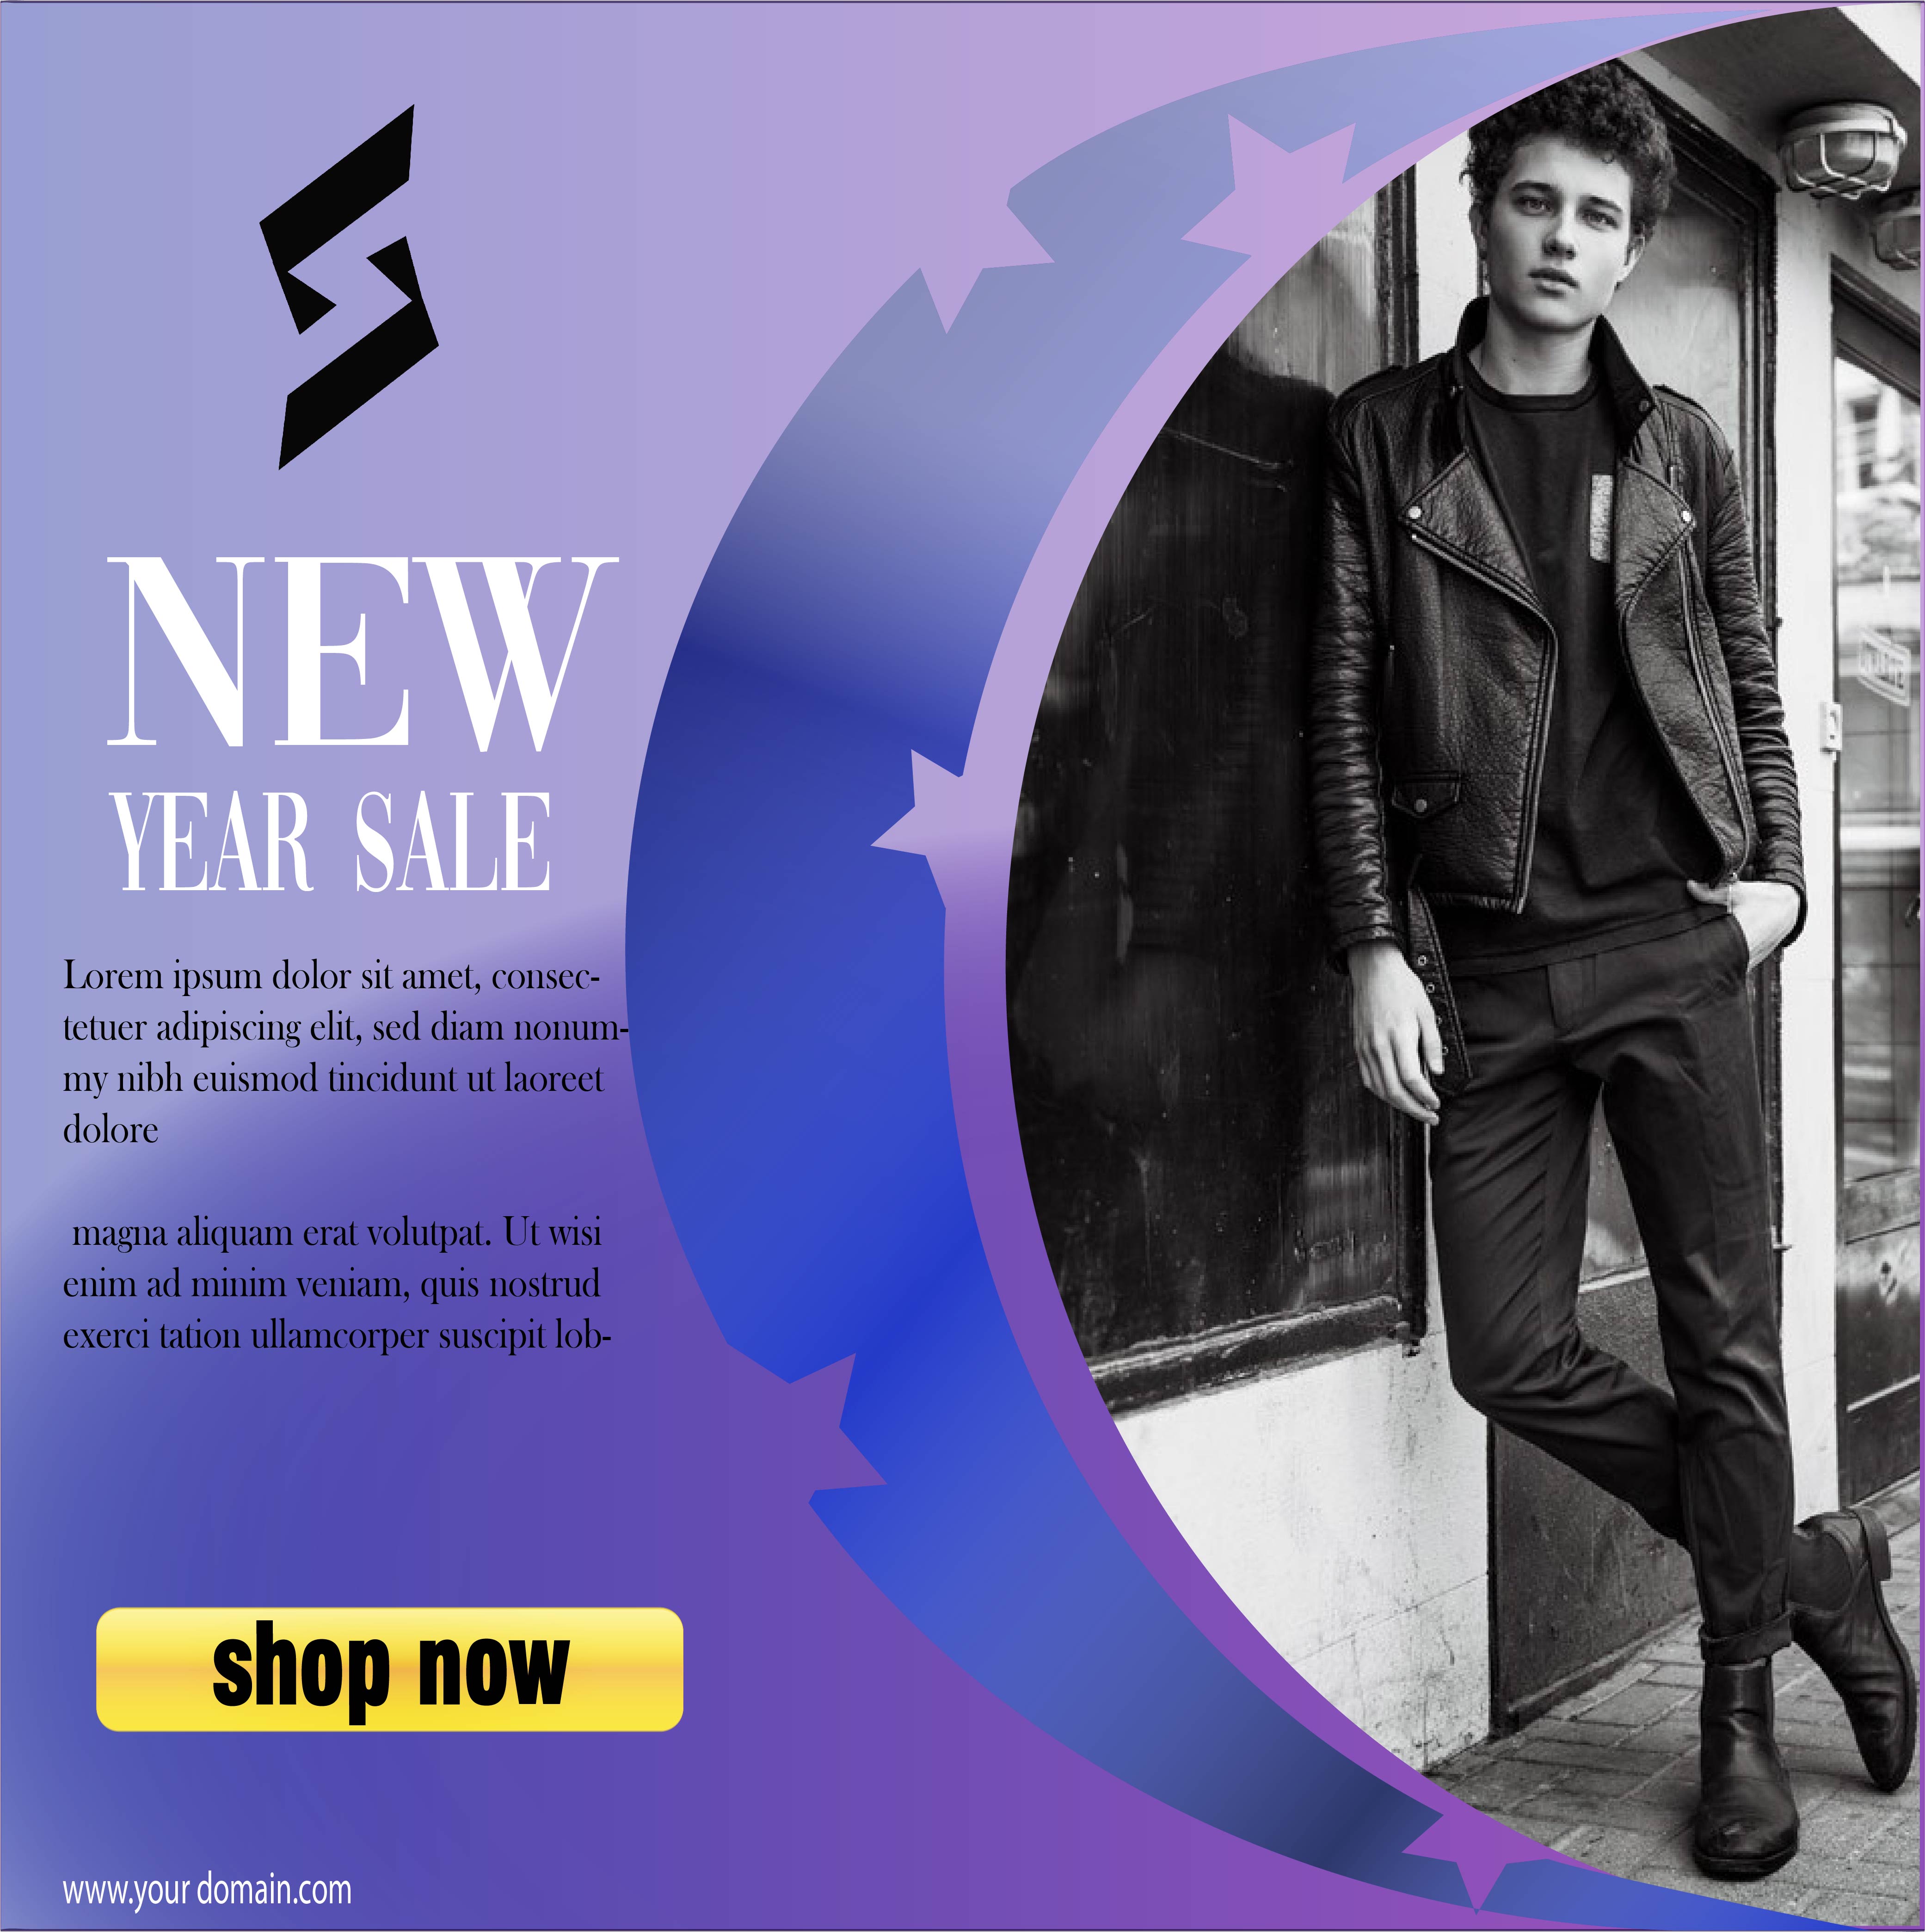 NEW
YEAR SALE
Lorem ipsum dolor sit amet, consec-
tetuer adipiscing elit, sed diam nonum-
my nibh euismod tincidunt ut laoreet
dolore
magna aliquam erat volutpat. Ut wisi
enim ad minim veniam, quis nostrud
exerci tation ullamcorper suscipit lob-
shop now
www.your domain.com